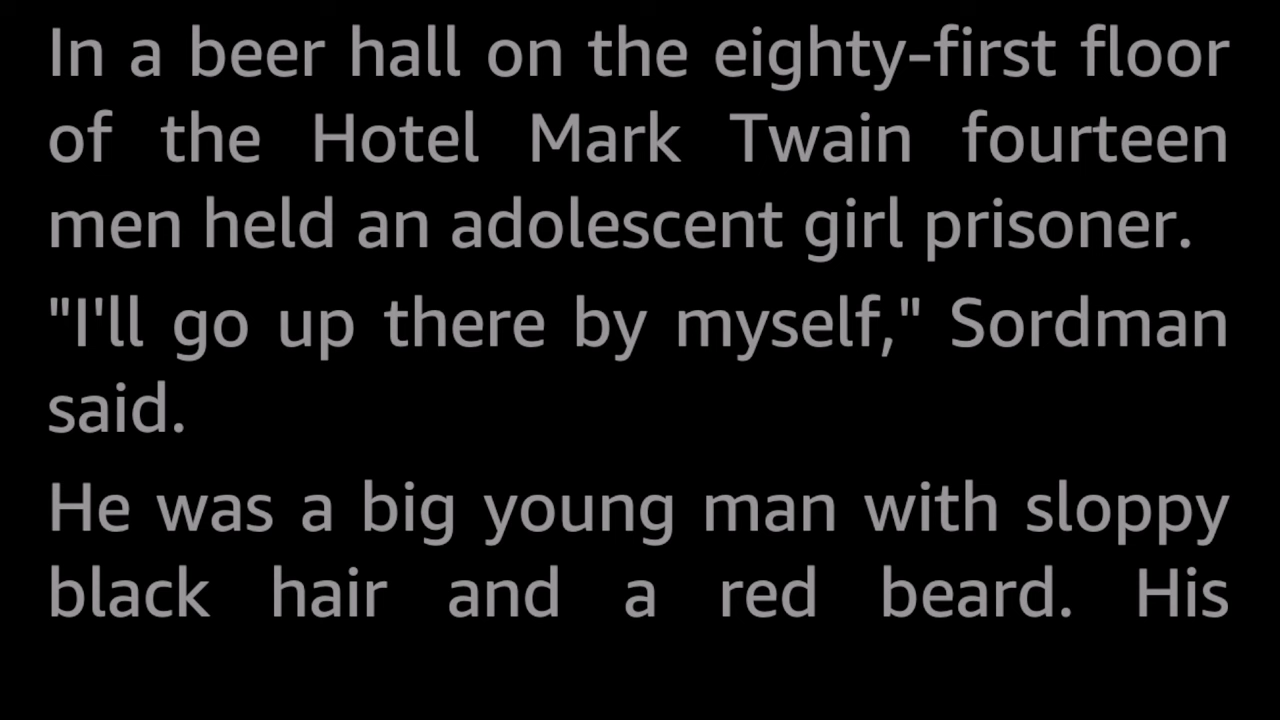 In a beer hall on the eighty-first floor
of the Hotel Mark Twain fourteen
men held an adolescent girl prisoner.
"I'll go up there by myself," Sordman
said.
He was a big young man with sloppy
black hair and a red beard. His